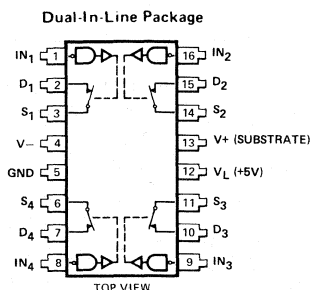 Dual-In-Line Package
IN1 1 16 IN2
D1 2 15 D2
S1 3 14 S2
V− 4 13 V+ (SUBSTRATE)
GND 5 12 VL (+5V)
S4 6 11 S3
D4 7 10 D3
IN4 8 9 IN3
TOP VIEW